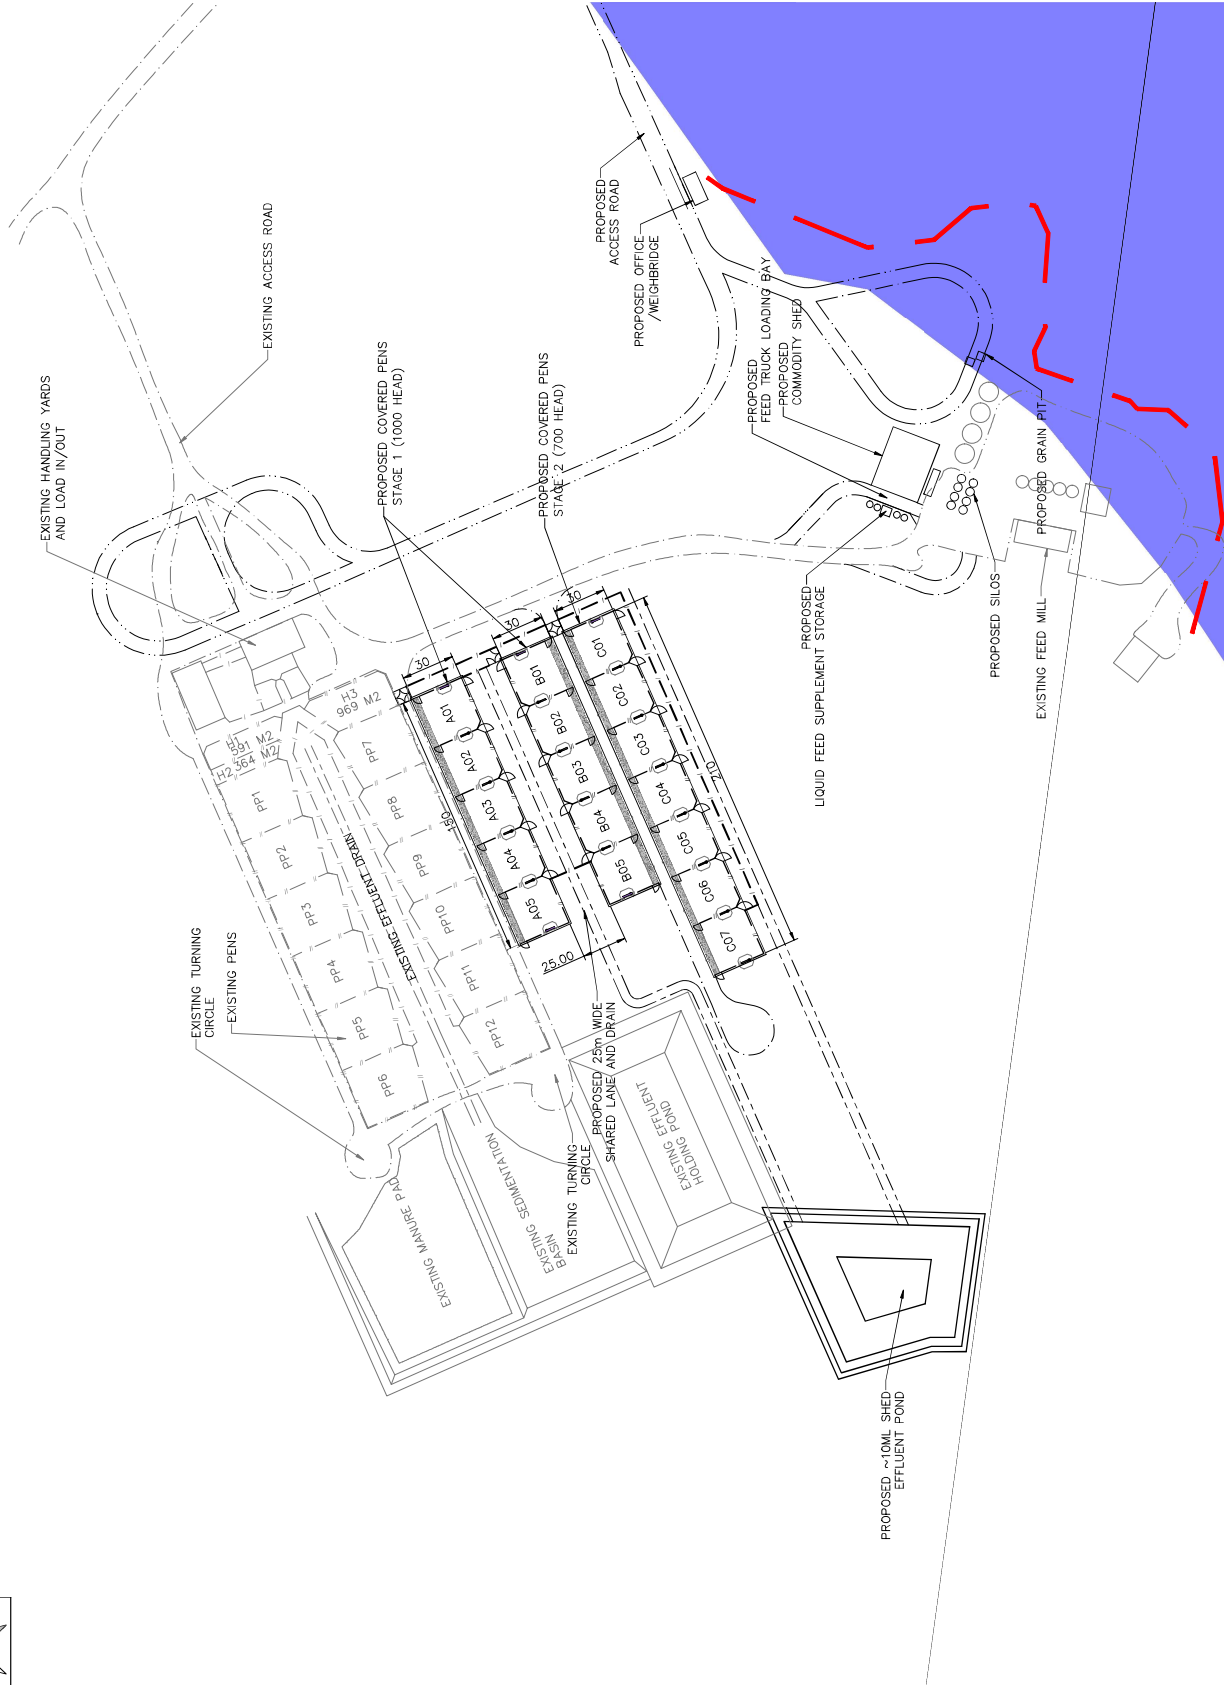 EXISTING HANDLING YARDS
AND LOAD IN/OUT
EXISTING ACCESS ROAD
PROPOSED COVERED PENS
STAGE 1 (1000 HEAD)
PROPOSED COVERED PENS
STAGE 2 (700 HEAD)
PROPOSED
ACCESS ROAD
PROPOSED OFFICE
/WEIGHBRIDGE
PROPOSED
FEED TRUCK LOADING BAY
PROPOSED
COMMODITY SHED
PROPOSED GRAIN PIT
PROPOSED SILOS
EXISTING FEED MILL
PROPOSED
LIQUID FEED SUPPLEMENT STORAGE
EXISTING TURNING
CIRCLE
EXISTING PENS
H1
591 M2
H2 364 M2
H3
969 M2
PP1
PP2
PP3
PP4
PP5
PP6
EXISTING EFFLUENT DRAIN
PP7
PP8
PP9
PP10
PP11
PP12
30
150
A01
A02
A03
A04
A05
30
B01
B02
B03
B04
B05
30
210
C01
C02
C03
C04
C05
C06
C07
25.00
PROPOSED 25m WIDE
SHARED LANE AND DRAIN
EXISTING TURNING
CIRCLE
EXISTING MANURE PAD
EXISTING SEDIMENTATION
BASIN
EXISTING EFFLUENT
HOLDING POND
PROPOSED ~10ML SHED
EFFLUENT POND